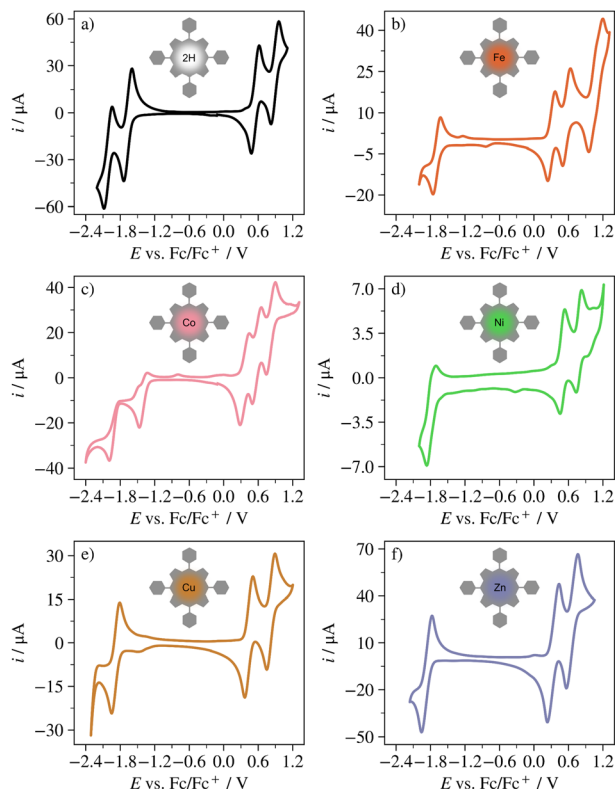 a)
2H
60
30
0
−30
−60
i / μA
−2.4 −1.8 −1.2 −0.6 0.0 0.6 1.2
E vs. Fc/Fc+ / V
b)
Fe
40
25
10
−5
−20
i / μA
−2.4 −1.8 −1.2 −0.6 0.0 0.6 1.2
E vs. Fc/Fc+ / V
c)
Co
40
20
0
−20
−40
i / μA
−2.4 −1.8 −1.2 −0.6 0.0 0.6 1.2
E vs. Fc/Fc+ / V
d)
Ni
7.0
3.5
0.0
−3.5
−7.0
i / μA
−2.4 −1.8 −1.2 −0.6 0.0 0.6 1.2
E vs. Fc/Fc+ / V
e)
Cu
30
15
0
−15
−30
i / μA
−2.4 −1.8 −1.2 −0.6 0.0 0.6 1.2
E vs. Fc/Fc+ / V
f)
Zn
70
40
10
−20
−50
i / μA
−2.4 −1.8 −1.2 −0.6 0.0 0.6 1.2
E vs. Fc/Fc+ / V